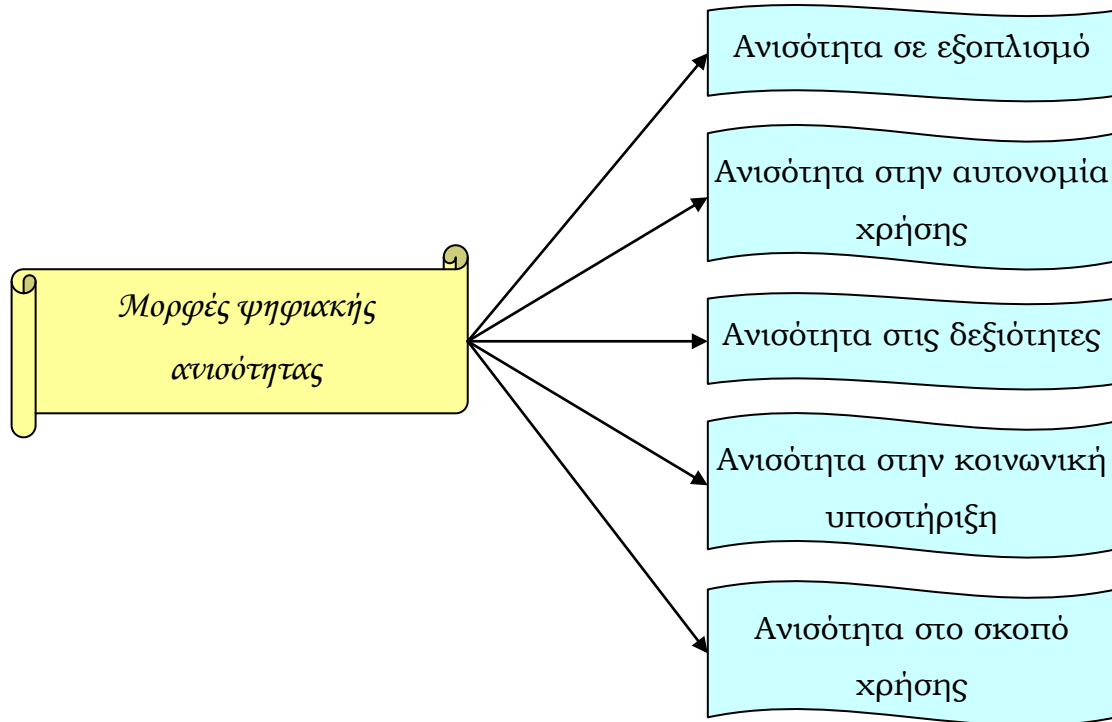 Μορφές ψηφιακής
ανισότητας
Ανισότητα σε εξοπλισμό
Ανισότητα στην αυτονομία
χρήσης
Ανισότητα στις δεξιότητες
Ανισότητα στην κοινωνική
υποστήριξη
Ανισότητα στο σκοπό
χρήσης